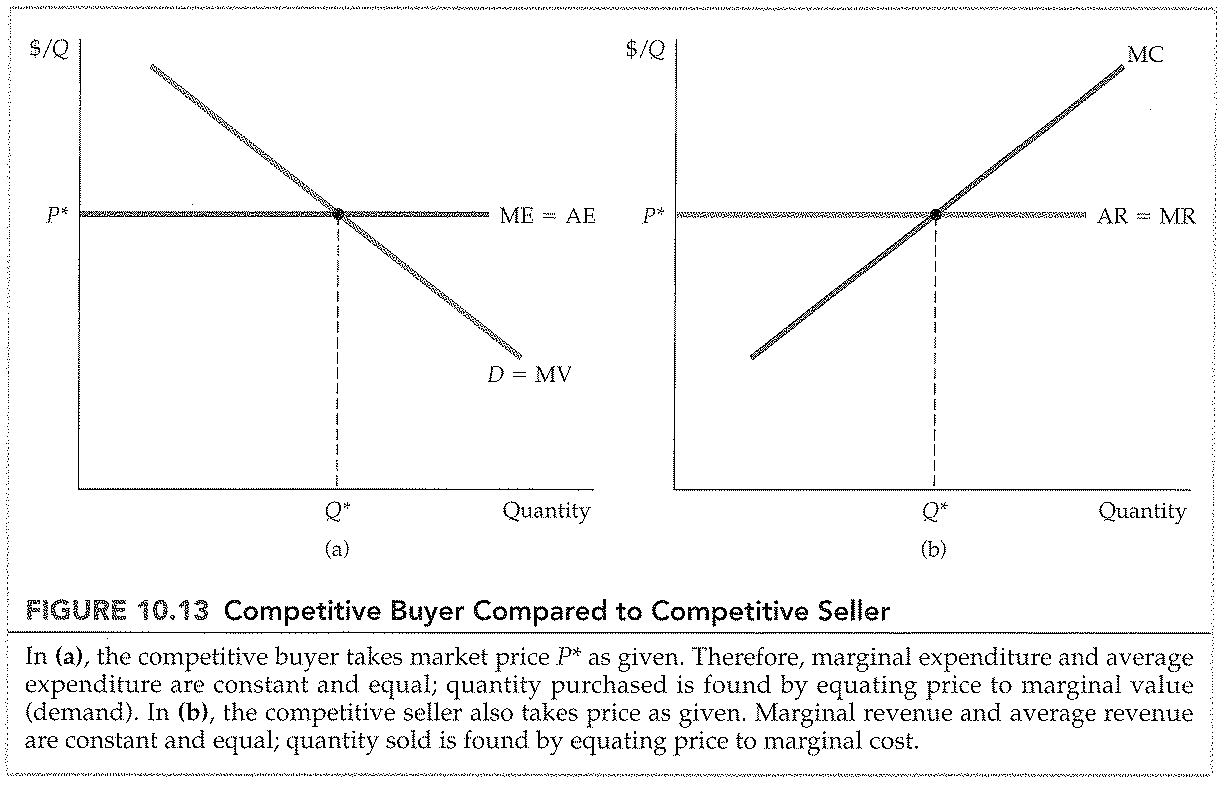 $/Q
$/Q
MC
P*
ME = AE
P*
AR = MR
D = MV
Q*
Quantity
Q*
Quantity
(a)
(b)
FIGURE 10.13 Competitive Buyer Compared to Competitive Seller
In (a), the competitive buyer takes market price P* as given. Therefore, marginal expenditure and average
expenditure are constant and equal; quantity purchased is found by equating price to marginal value
(demand). In (b), the competitive seller also takes price as given. Marginal revenue and average revenue
are constant and equal; quantity sold is found by equating price to marginal cost.